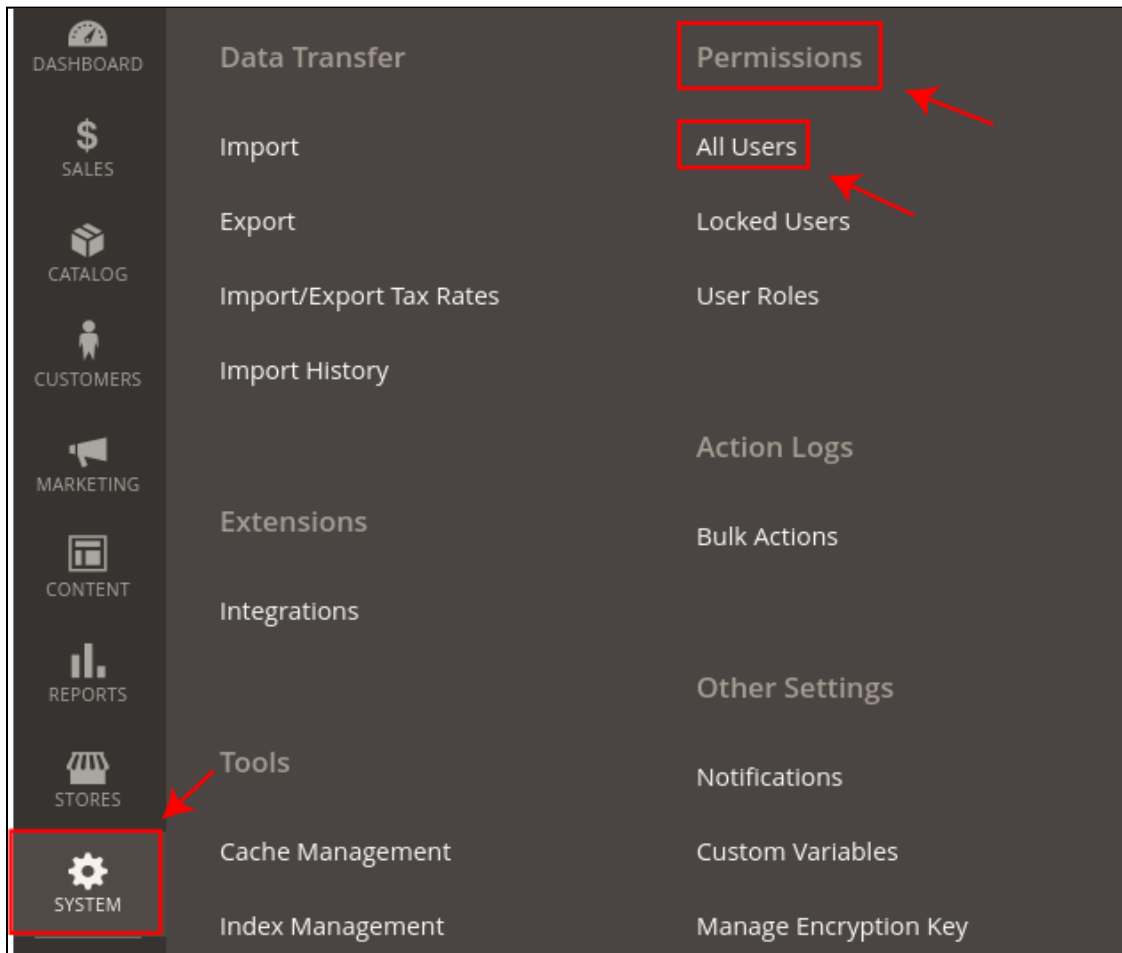 DASHBOARD
SALES
CATALOG
CUSTOMERS
MARKETING
CONTENT
REPORTS
STORES
SYSTEM
Data Transfer
Import
Export
Import/Export Tax Rates
Import History
Extensions
Integrations
Tools
Cache Management
Index Management
Permissions
All Users
Locked Users
User Roles
Action Logs
Bulk Actions
Other Settings
Notifications
Custom Variables
Manage Encryption Key